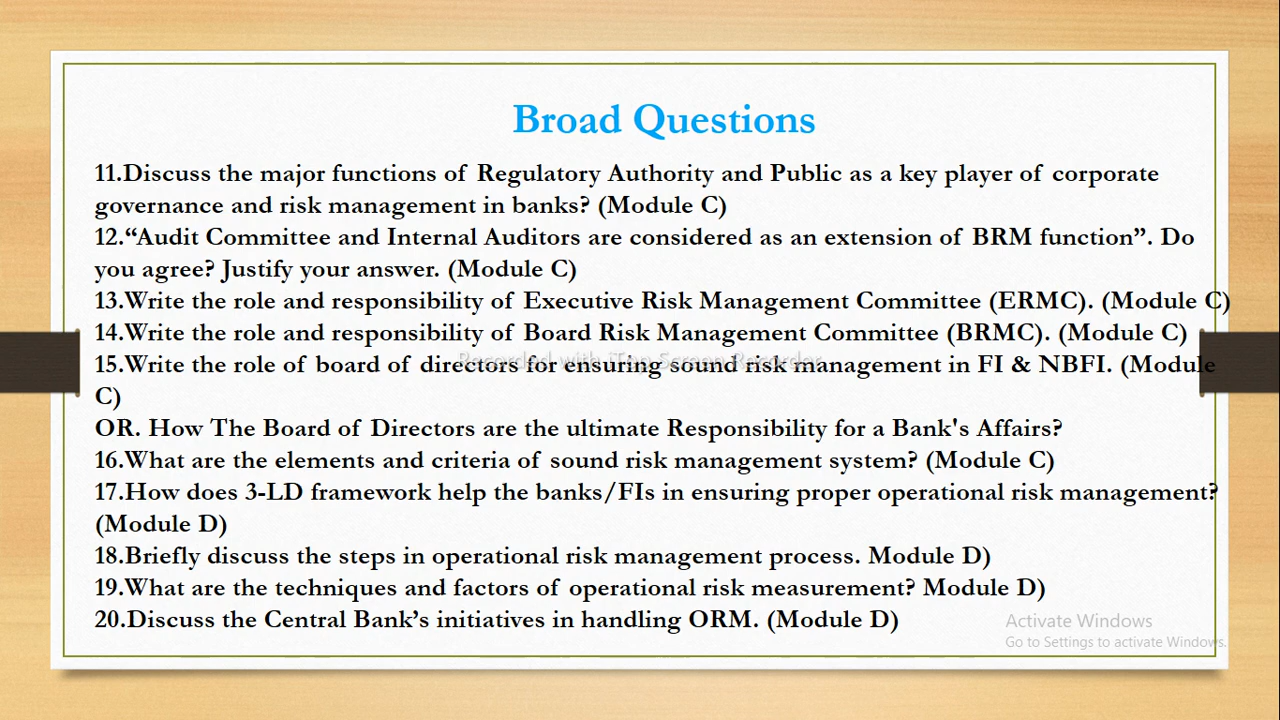 Broad Questions
11.Discuss the major functions of Regulatory Authority and Public as a key player of corporate
governance and risk management in banks? (Module C)
12.“Audit Committee and Internal Auditors are considered as an extension of BRM function”. Do
you agree? Justify your answer. (Module C)
13.Write the role and responsibility of Executive Risk Management Committee (ERMC). (Module C)
14.Write the role and responsibility of Board Risk Management Committee (BRMC). (Module C)
Recorded with iTop Screen Recorder
15.Write the role of board of directors for ensuring sound risk management in FI & NBFI. (Module
C)
OR. How The Board of Directors are the ultimate Responsibility for a Bank's Affairs?
16.What are the elements and criteria of sound risk management system? (Module C)
17.How does 3-LD framework help the banks/FIs in ensuring proper operational risk management?
(Module D)
18.Briefly discuss the steps in operational risk management process. Module D)
19.What are the techniques and factors of operational risk measurement? Module D)
20.Discuss the Central Bank’s initiatives in handling ORM. (Module D)
Activate Windows
Go to Settings to activate Windows.